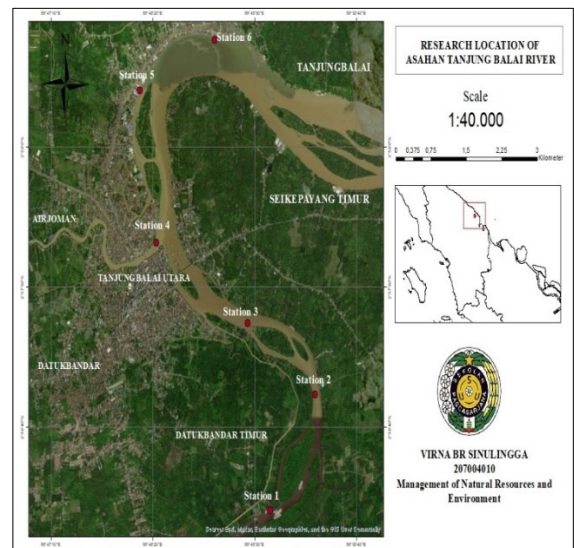 N
Station 6
TANJUNGBALAI
Station 5
SEIKEPAYANG TIMUR
AIRJOMAN
Station 4
TANJUNGBALAI UTARA
Station 3
DATUKBANDAR
Station 2
DATUKBANDAR TIMUR
Station 1
RESEARCH LOCATION OF
ASAHAN TANJUNG BALAI RIVER
Scale
1:40.000
0 0.375 0.75 1.5 2.25 3
Kilometer
VIRNA BR SINULINGGA
207004010
Management of Natural Resources and
Environment